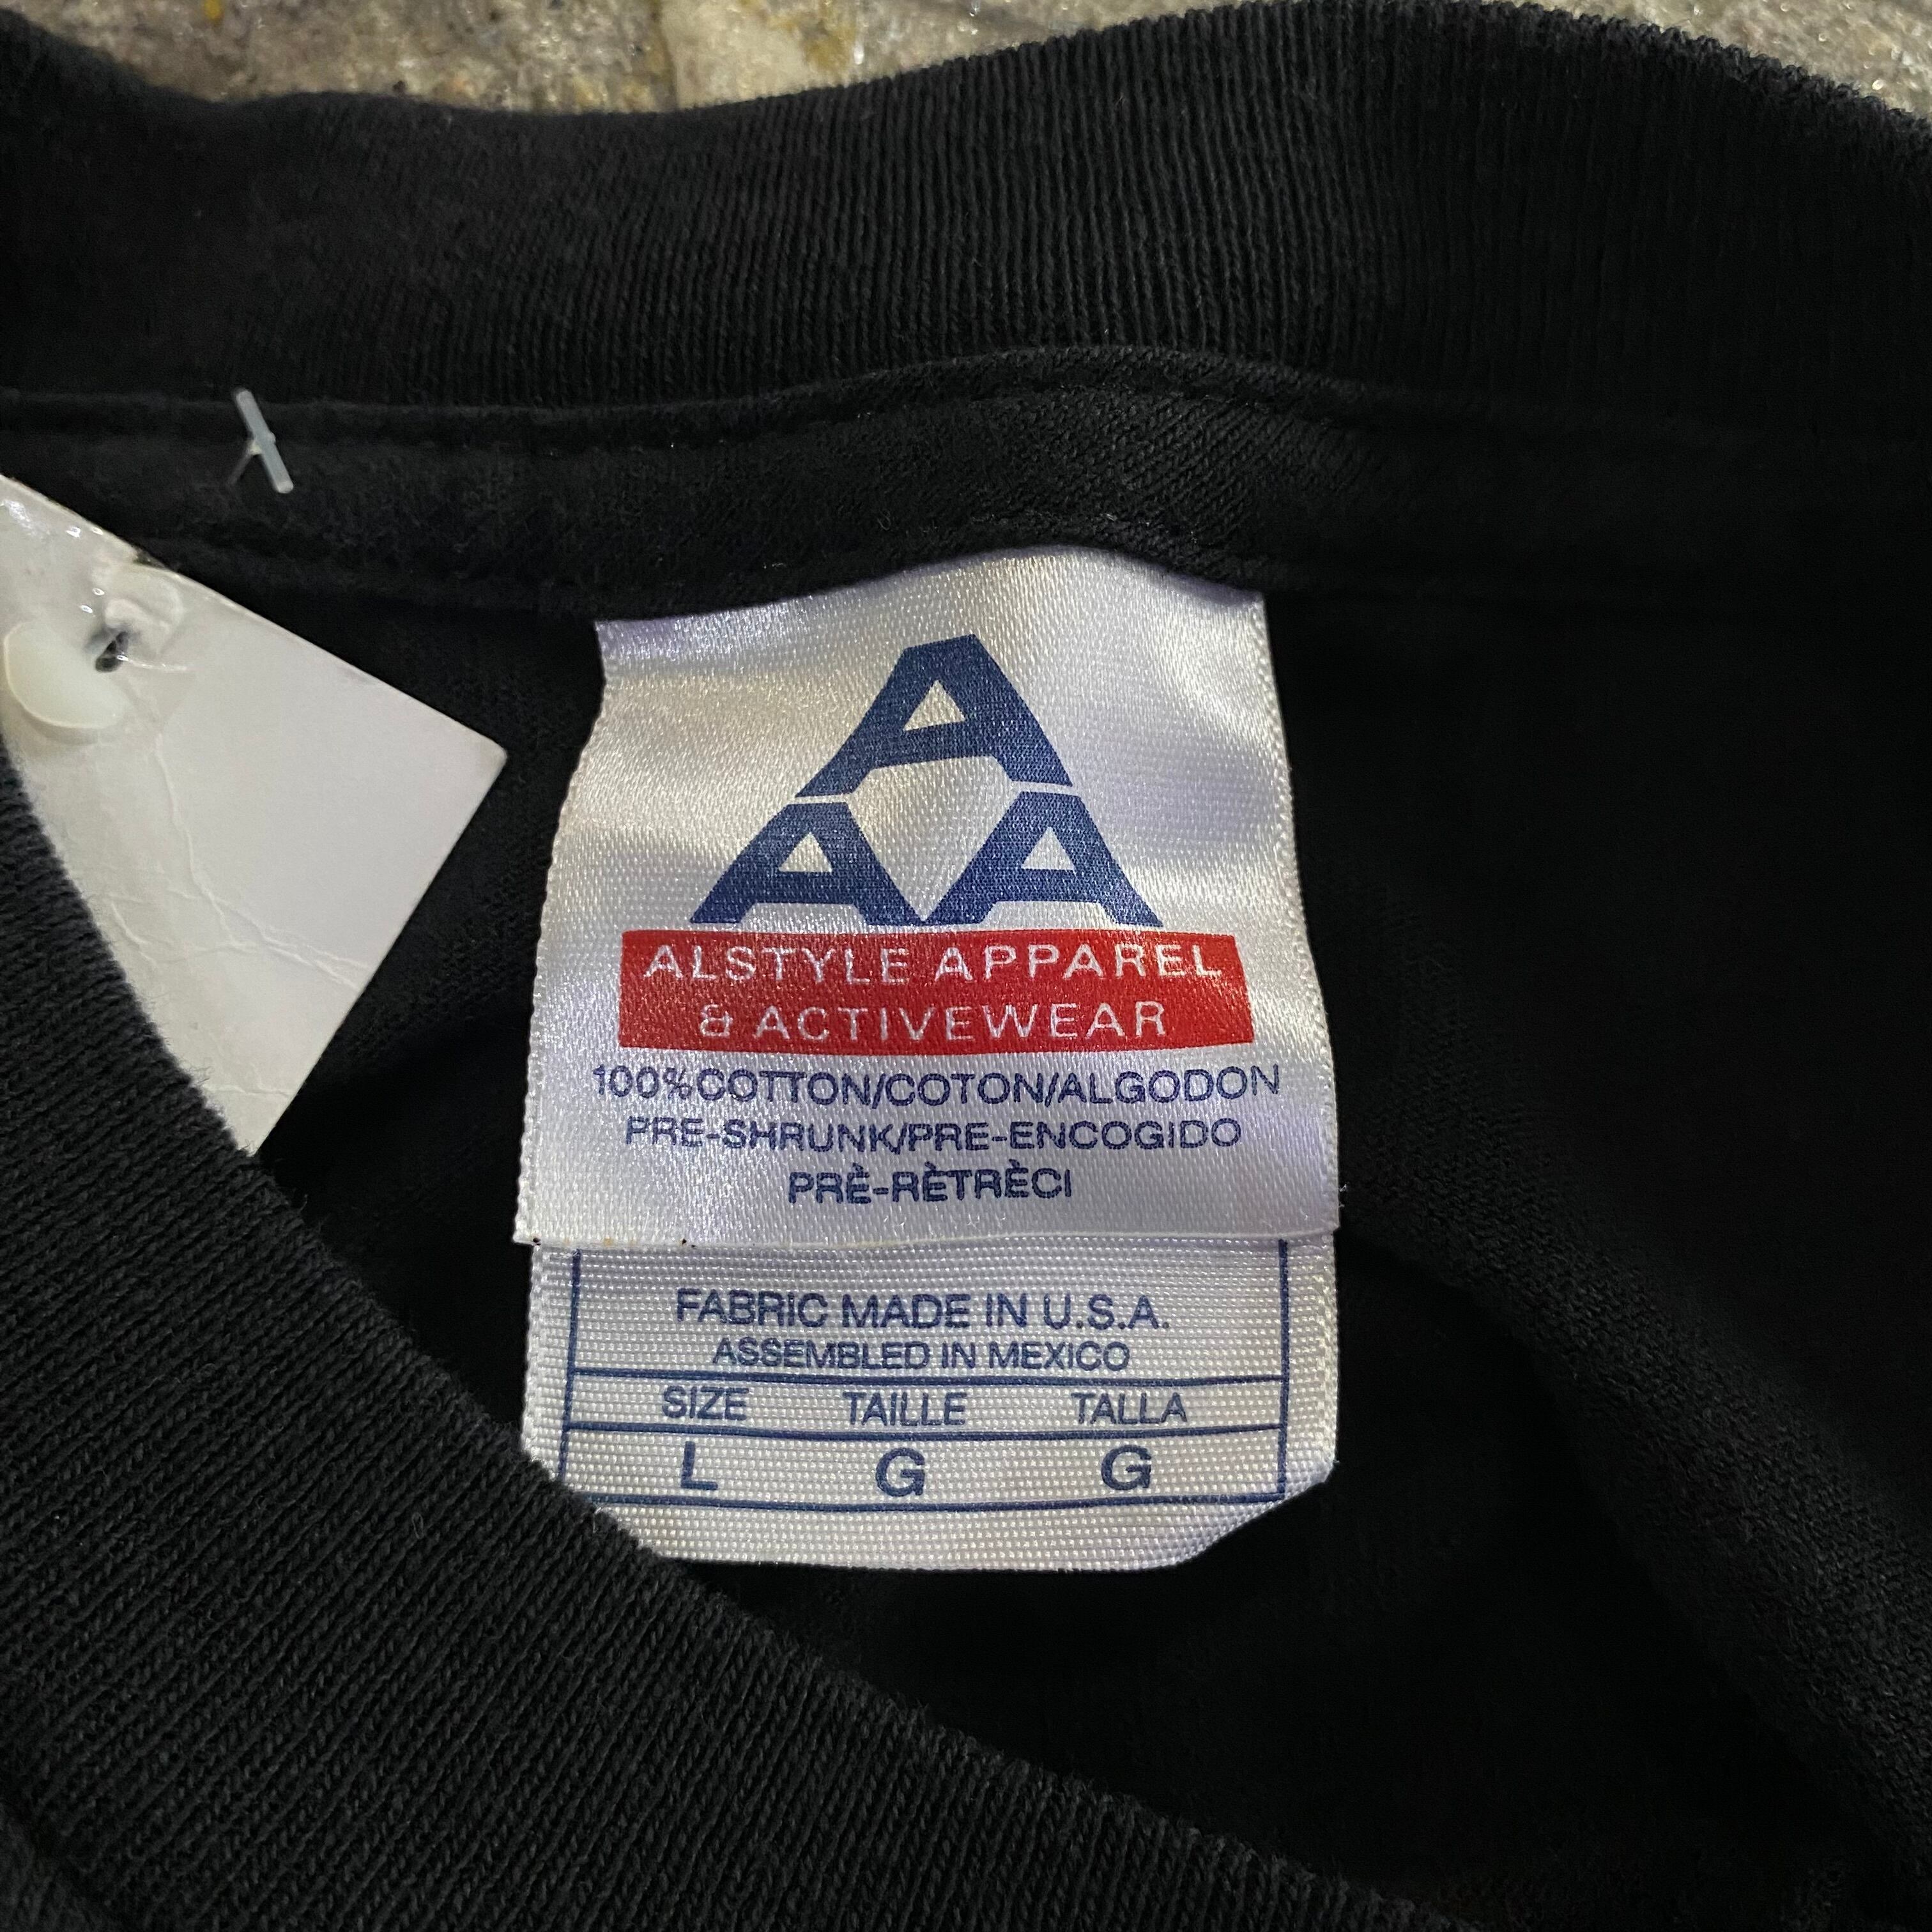 A
A A
ALSTYLE APPAREL
& ACTIVEWEAR
100%COTTON/COTON/ALGODON
PRE-SHRUNK/PRE-ENCOGIDO
PRÈ-RÈTRÈCI
FABRIC MADE IN U.S.A.
ASSEMBLED IN MEXICO
SIZE TAILLE TALLA
L G G